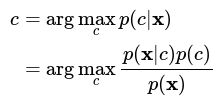 c = arg max_c p(c|x)
= arg max_c p(x|c)p(c) / p(x)